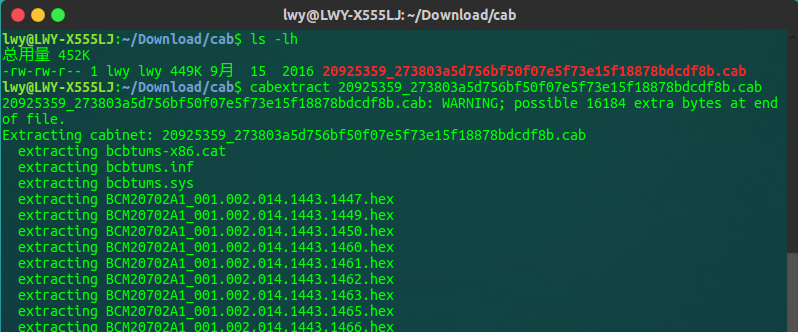 lwy@LWY-X555LJ:~/Download/cab
lwy@LWY-X555LJ:~/Download/cab$ ls -lh
总用量 452K
-rw-rw-r-- 1 lwy lwy 449K 9月  15  2016 20925359_273803a5d756bf50f07e5f73e15f18878bdcdf8b.cab
lwy@LWY-X555LJ:~/Download/cab$ cabextract 20925359_273803a5d756bf50f07e5f73e15f18878bdcdf8b.cab
20925359_273803a5d756bf50f07e5f73e15f18878bdcdf8b.cab: WARNING; possible 16184 extra bytes at end
of file.
Extracting cabinet: 20925359_273803a5d756bf50f07e5f73e15f18878bdcdf8b.cab
  extracting bcbtums-x86.cat
  extracting bcbtums.inf
  extracting bcbtums.sys
  extracting BCM20702A1_001.002.014.1443.1447.hex
  extracting BCM20702A1_001.002.014.1443.1449.hex
  extracting BCM20702A1_001.002.014.1443.1450.hex
  extracting BCM20702A1_001.002.014.1443.1460.hex
  extracting BCM20702A1_001.002.014.1443.1461.hex
  extracting BCM20702A1_001.002.014.1443.1462.hex
  extracting BCM20702A1_001.002.014.1443.1463.hex
  extracting BCM20702A1_001.002.014.1443.1465.hex
  extracting BCM20702A1_001.002.014.1443.1466.hex